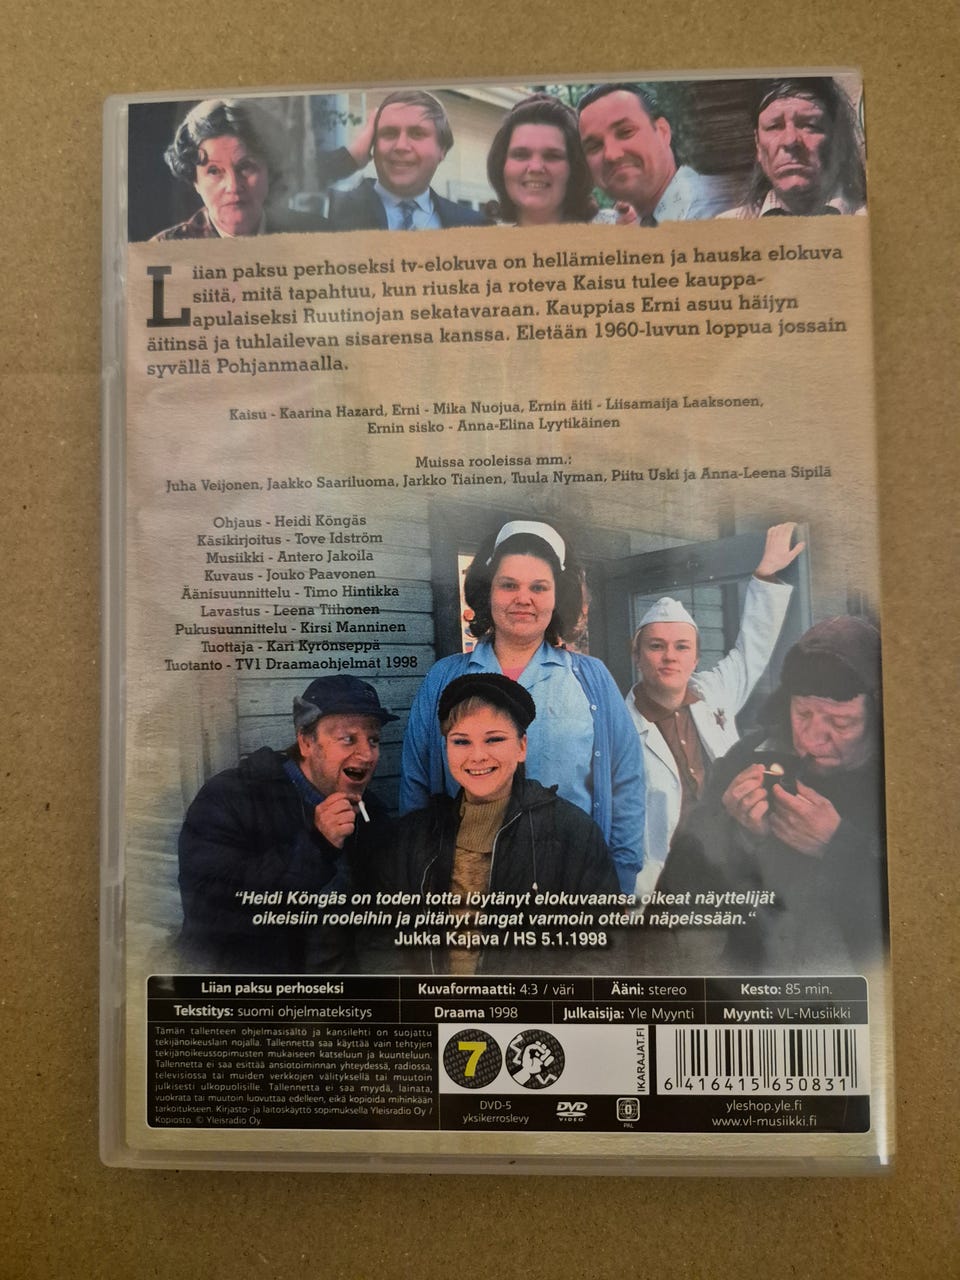 Liian paksu perhoseksi tv-elokuva on hellämielinen ja hauska elokuva
siitä, mitä tapahtuu, kun riuska ja roteva Kaisu tulee kauppa-
apulaiseksi Ruutinojan sekatavaraan. Kauppias Erni asuu häijyn
äitinsä ja tuhlailevan sisarensa kanssa. Eletään 1960-luvun loppua jossain
syvällä Pohjanmaalla.
Kaisu - Kaarina Hazard, Erni - Mika Nuojua, Ernin äiti - Liisamaija Laaksonen,
Ernin sisko - Anna-Elina Lyytikäinen
Muissa rooleissa mm.:
Juha Veijonen, Jaakko Saariluoma, Jarkko Tiainen, Tuula Nyman, Piitu Uski ja Anna-Leena Sipilä
Ohjaus - Heidi Köngäs
Käsikirjoitus - Tove Idström
Musiikki - Antero Jakoila
Kuvaus - Jouko Paavonen
Äänisuunnittelu - Timo Hintikka
Lavastus - Leena Tiihonen
Pukusuunnittelu - Kirsi Manninen
Tuottaja - Kari Kyrönseppä
Tuotanto - TV1 Draamaohjelmat 1998
“Heidi Köngäs on toden totta löytänyt elokuvaansa oikeat näyttelijät
oikeisiin rooleihin ja pitänyt langat varmoin ottein näpeissään.“
Jukka Kajava / HS 5.1.1998
Liian paksu perhoseksi Kuvaformaatti: 4:3 / väri Ääni: stereo Kesto: 85 min.
Tekstitys: suomi ohjelmateksitys Draama 1998 Julkaisija: Yle Myynti Myynti: VL-Musiikki
Tämän tallenteen ohjelmasisältö ja kansilehti on suojattu
tekijänoikeuslain nojalla. Tallennetta saa käyttää vain tehtyjen
tekijänoikeussopimusten mukaiseen katseluun ja kuunteluun.
Tallennetta ei saa esittää ansiotoiminnan yhteydessä, radiossa,
televisiossa tai muiden verkkojen välityksellä tai muutoin
julkisesti ulkopuolisille. Tallennetta ei saa myydä, lainata,
vuokrata tai muutoin luovuttaa edelleen, eikä kopioida mihinkään
tarkoitukseen. Kirjasto- ja laitoskäyttö sopimuksella Yleisradio Oy /
Kopiosto. © Yleisradio Oy.
7
IKARAJAT.FI
6 416415 650831
DVD-5
yksikerroslevy
DVD
VIDEO
0
PAL
yleshop.yle.fi
www.vl-musiikki.fi